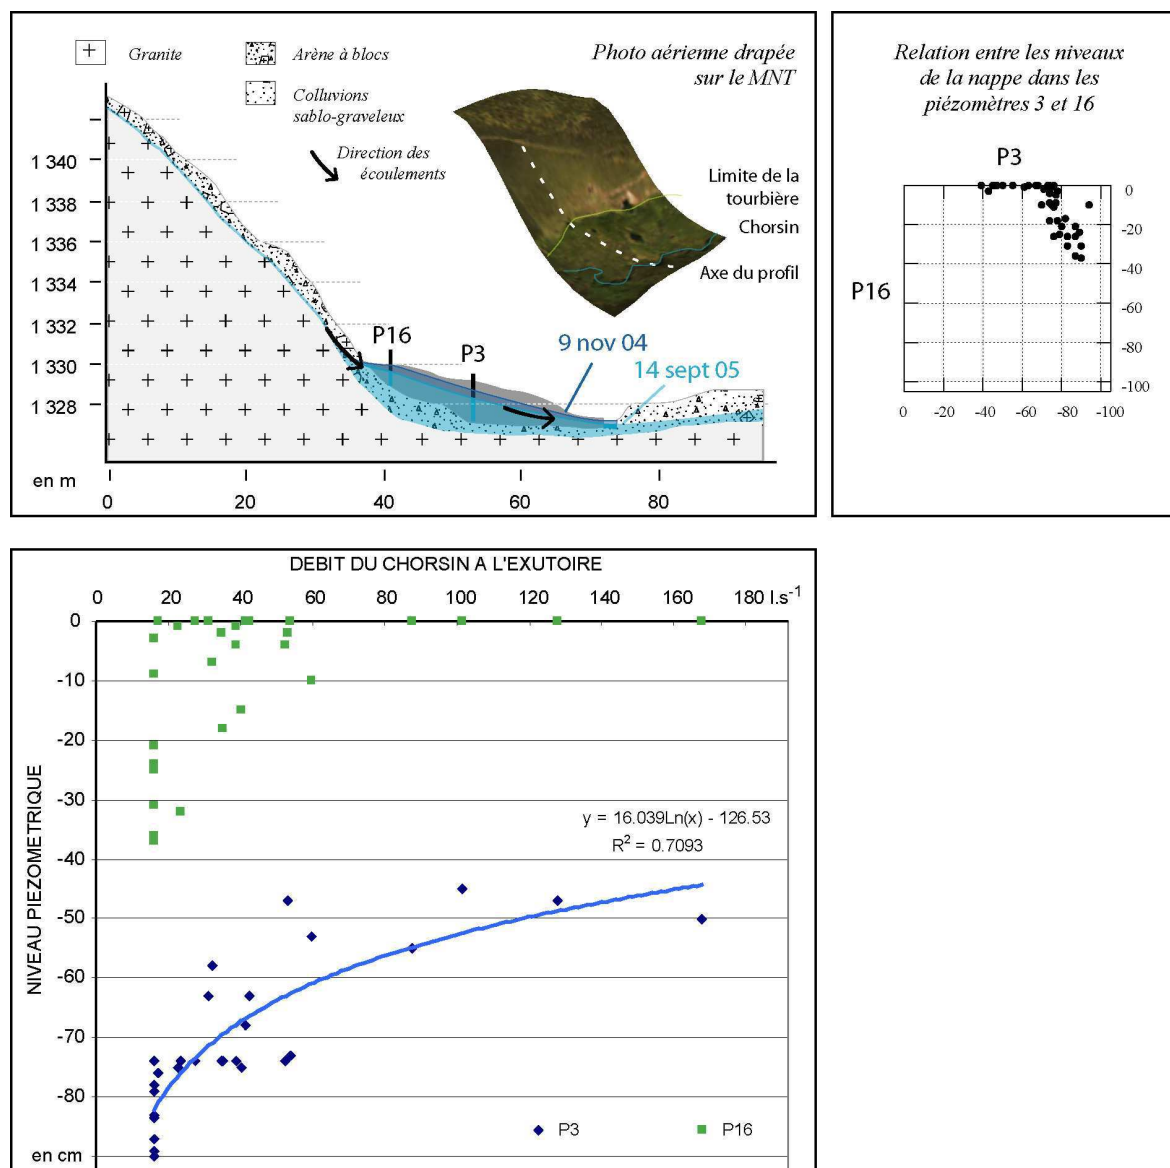 Granite
Arène à blocs
Colluvions
sablo-graveleux
Direction des
écoulements
Photo aérienne drapée
sur le MNT
Limite de la
tourbière
Chorsin
Axe du profil
1 340
1 338
1 336
1 334
1 332
1 330
1 328
P16
P3
9 nov 04
14 sept 05
en m
0 20 40 60 80
Relation entre les niveaux
de la nappe dans les
piézomètres 3 et 16
P3
P16
0
-20
-40
-60
-80
-100
0 -20 -40 -60 -80 -100
DÉBIT DU CHORSIN A L'EXUTOIRE
0 20 40 60 80 100 120 140 160 180 l.s-1
NIVEAU PIEZOMETRIQUE
0
-10
-20
-30
-40
-50
-60
-70
-80
en cm
y = 16.039Ln(x) - 126.53
R2 = 0.7093
P3 P16